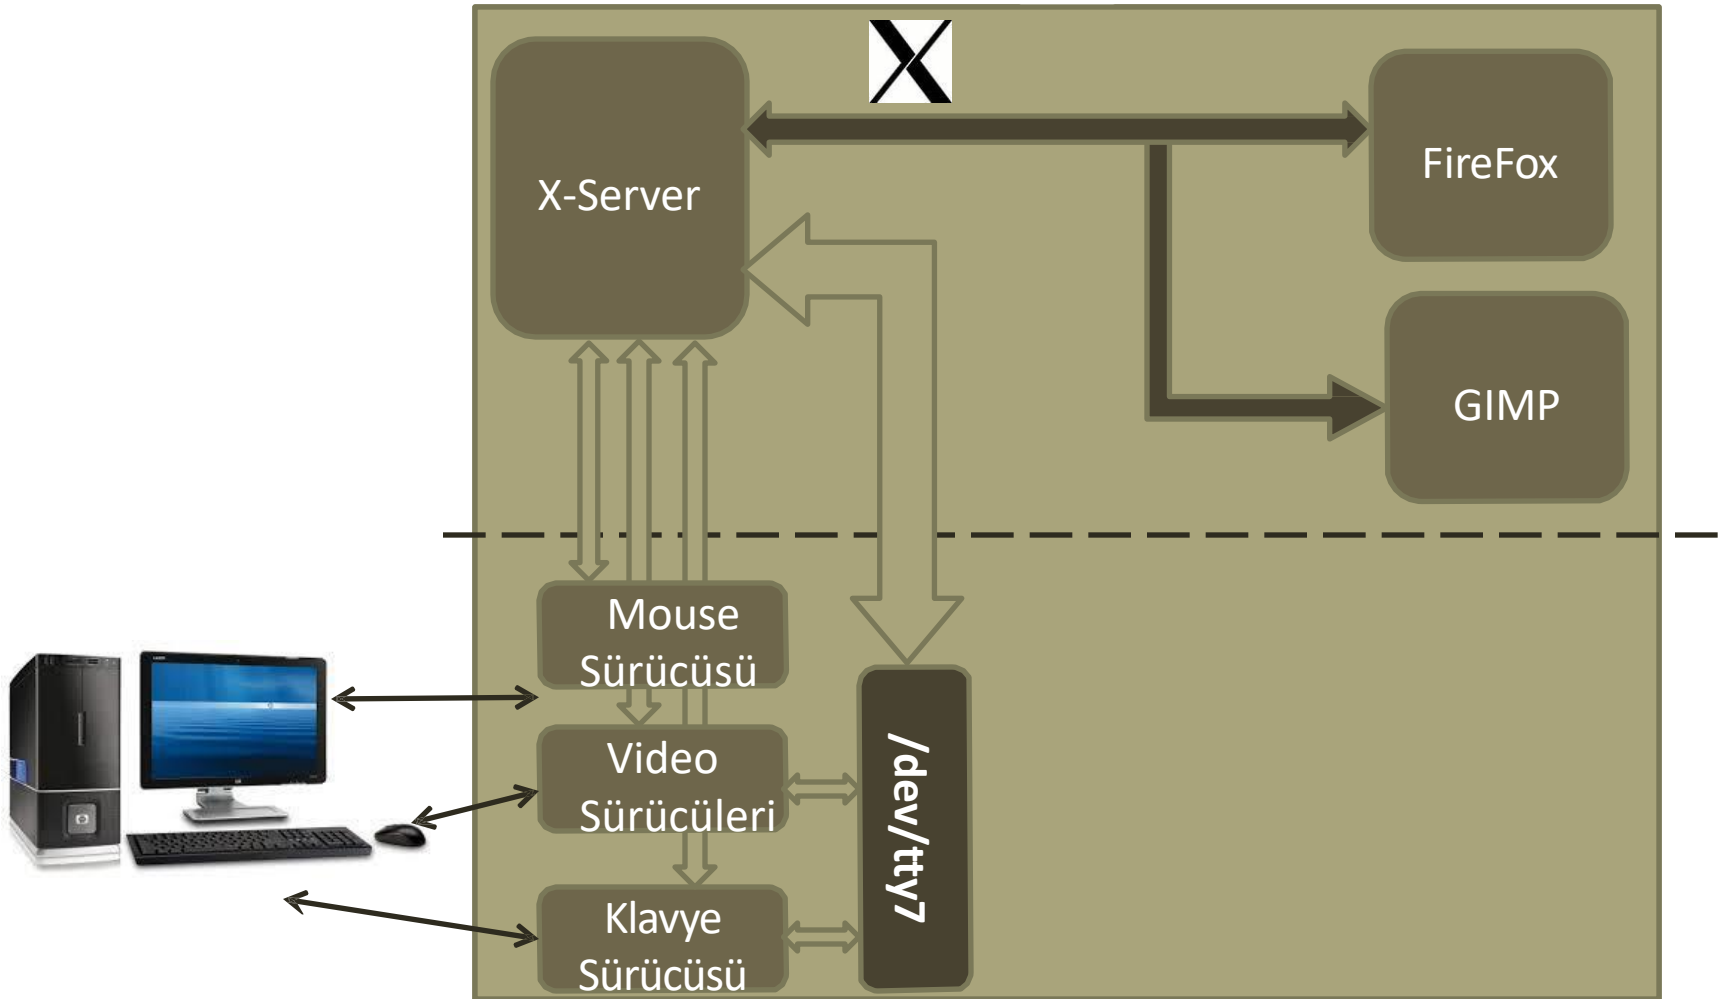 X
X-Server
FireFox
GIMP
Mouse
Sürücüsü
Video
Sürücüleri
/dev/tty7
Klavye
Sürücüsü